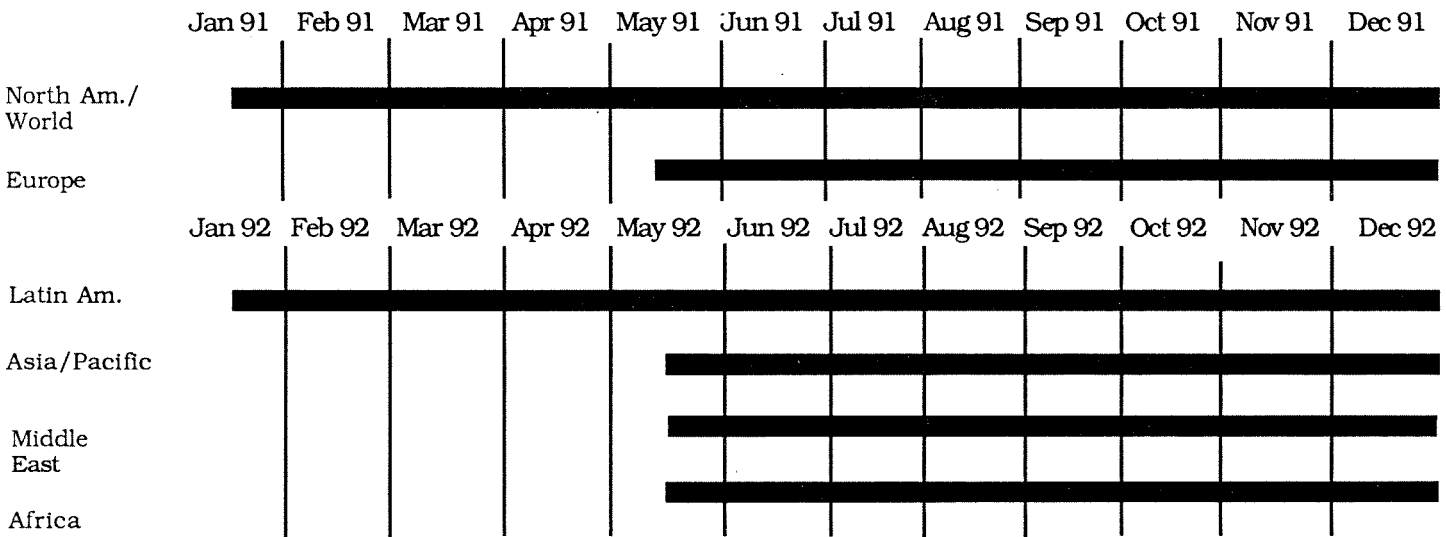 Jan 91 Feb 91 Mar 91 Apr 91 May 91 Jun 91 Jul 91 Aug 91 Sep 91 Oct 91 Nov 91 Dec 91
North Am./
World
Europe
Jan 92 Feb 92 Mar 92 Apr 92 May 92 Jun 92 Jul 92 Aug 92 Sep 92 Oct 92 Nov 92 Dec 92
Latin Am.
Asia/Pacific
Middle
East
Africa